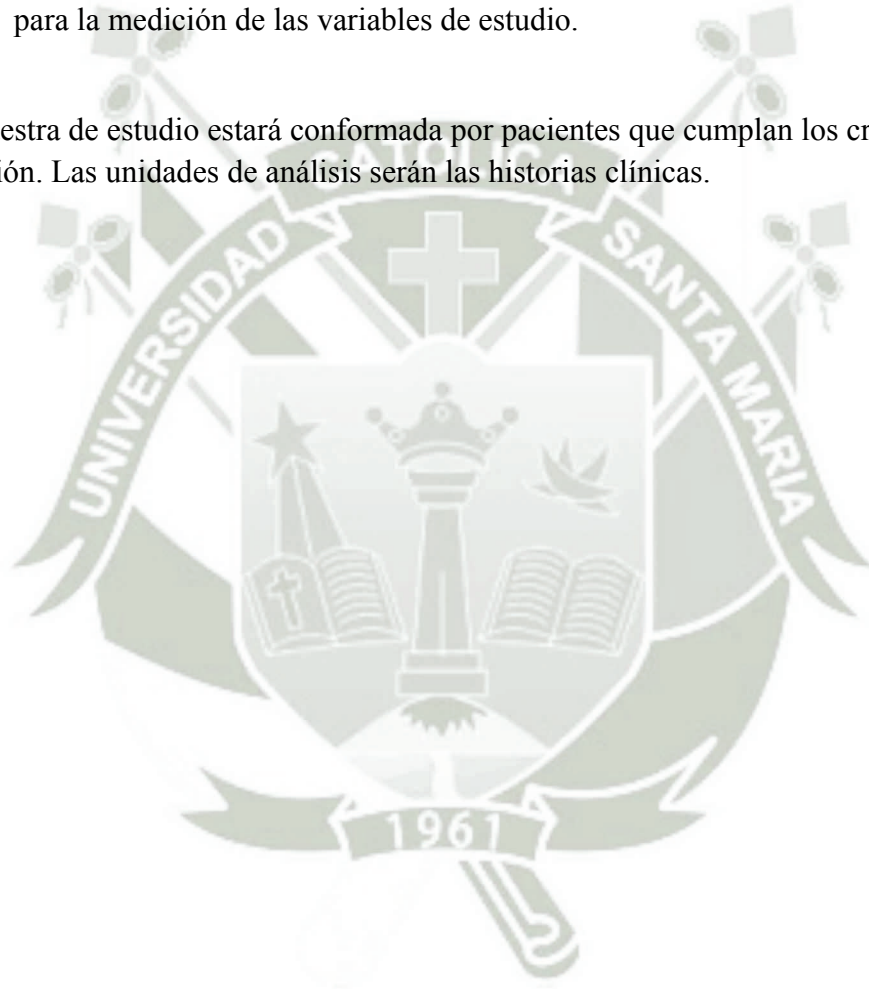 para la medición de las variables de estudio.
estra de estudio estará conformada por pacientes que cumplan los cr
ión. Las unidades de análisis serán las historias clínicas.
UNIVERSIDAD CATOLICA SANTA MARIA
1961